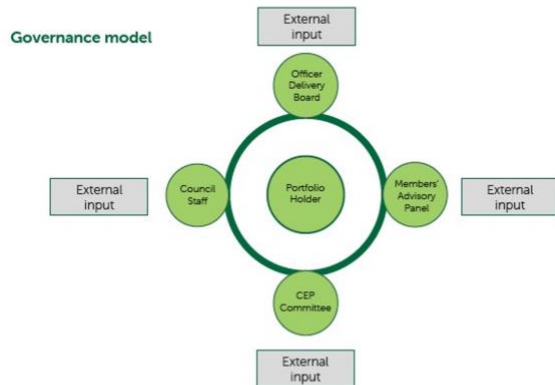 External
input
Governance model
Officer
Delivery
Board
External
input
Council
Staff
Portfolio
Holder
Members'
Advisory
Panel
External
input
CEP
Committee
External
input